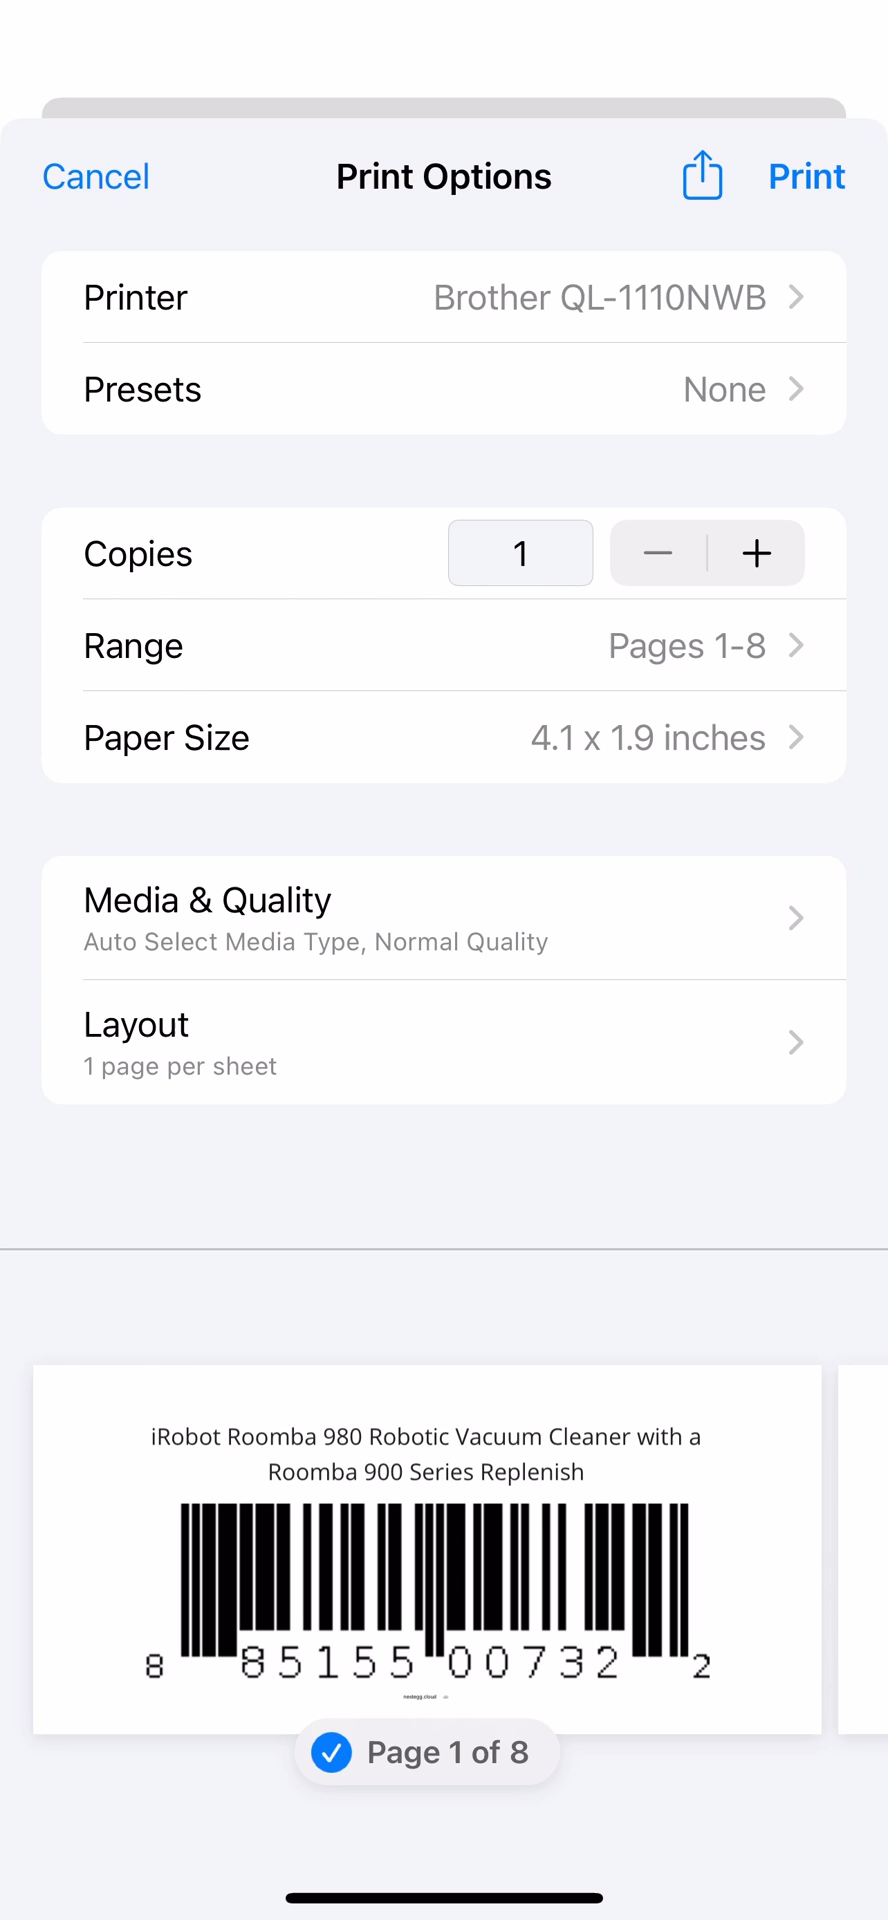 Cancel
Print Options
Print
Printer
Brother QL-1110NWB
Presets
None
Copies
1
Range
Pages 1-8
Paper Size
4.1 x 1.9 inches
Media & Quality
Auto Select Media Type, Normal Quality
Layout
1 page per sheet
iRobot Roomba 980 Robotic Vacuum Cleaner with a
Roomba 900 Series Replenish
8 85155 00732 2
Page 1 of 8